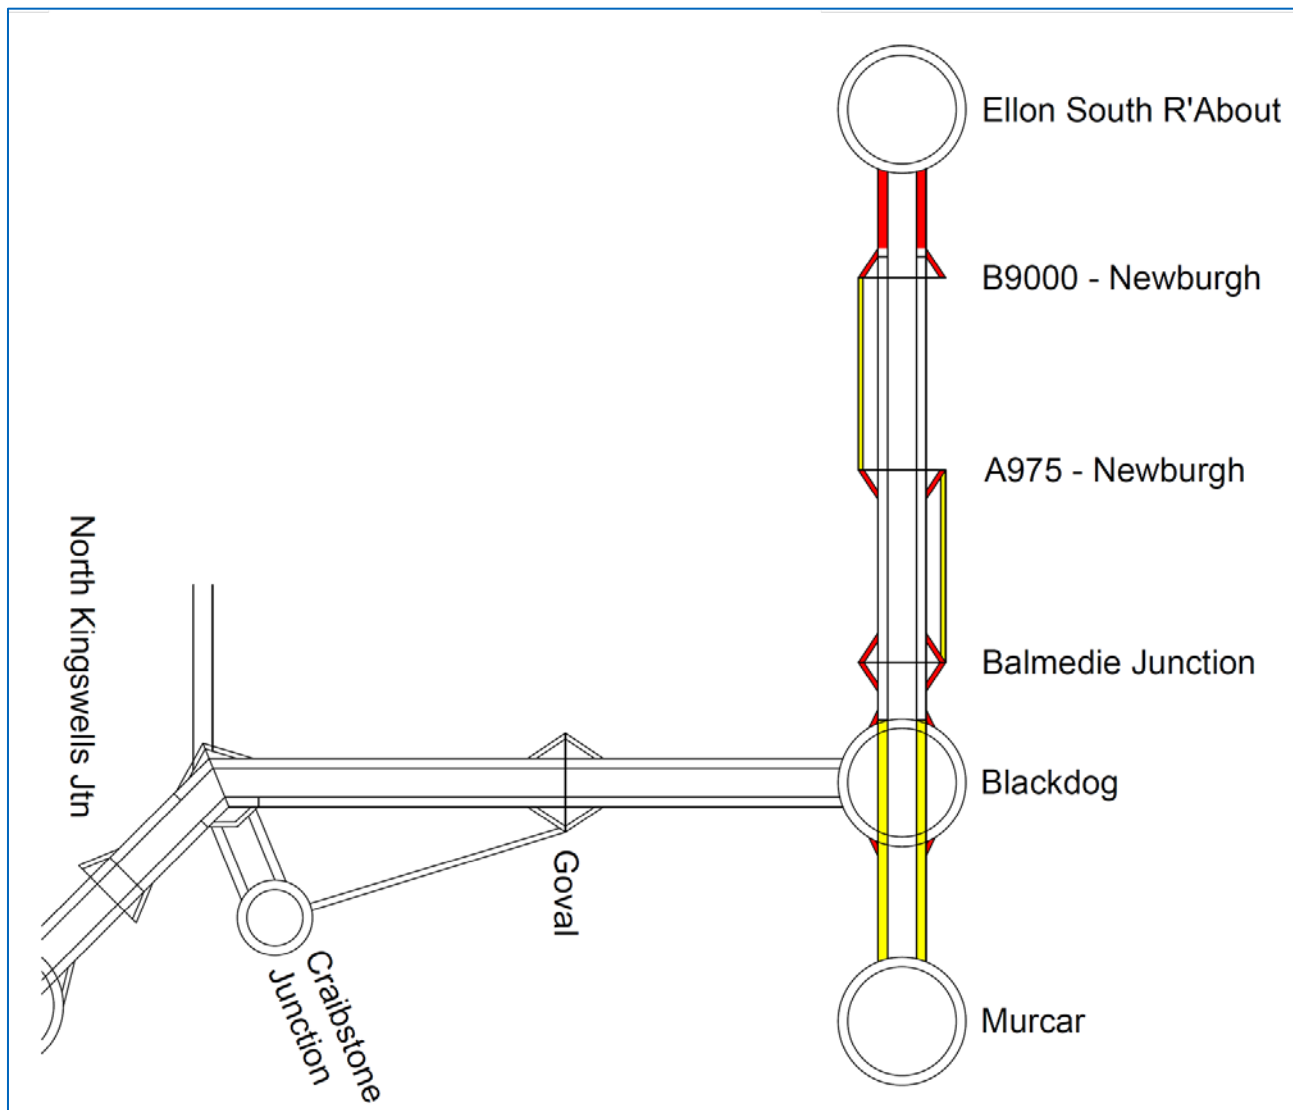 Ellon South R'About
B9000 - Newburgh
A975 - Newburgh
North Kingswells Jtn
Balmedie Junction
Blackdog
Goval
Craibstone
Junction
Murcar